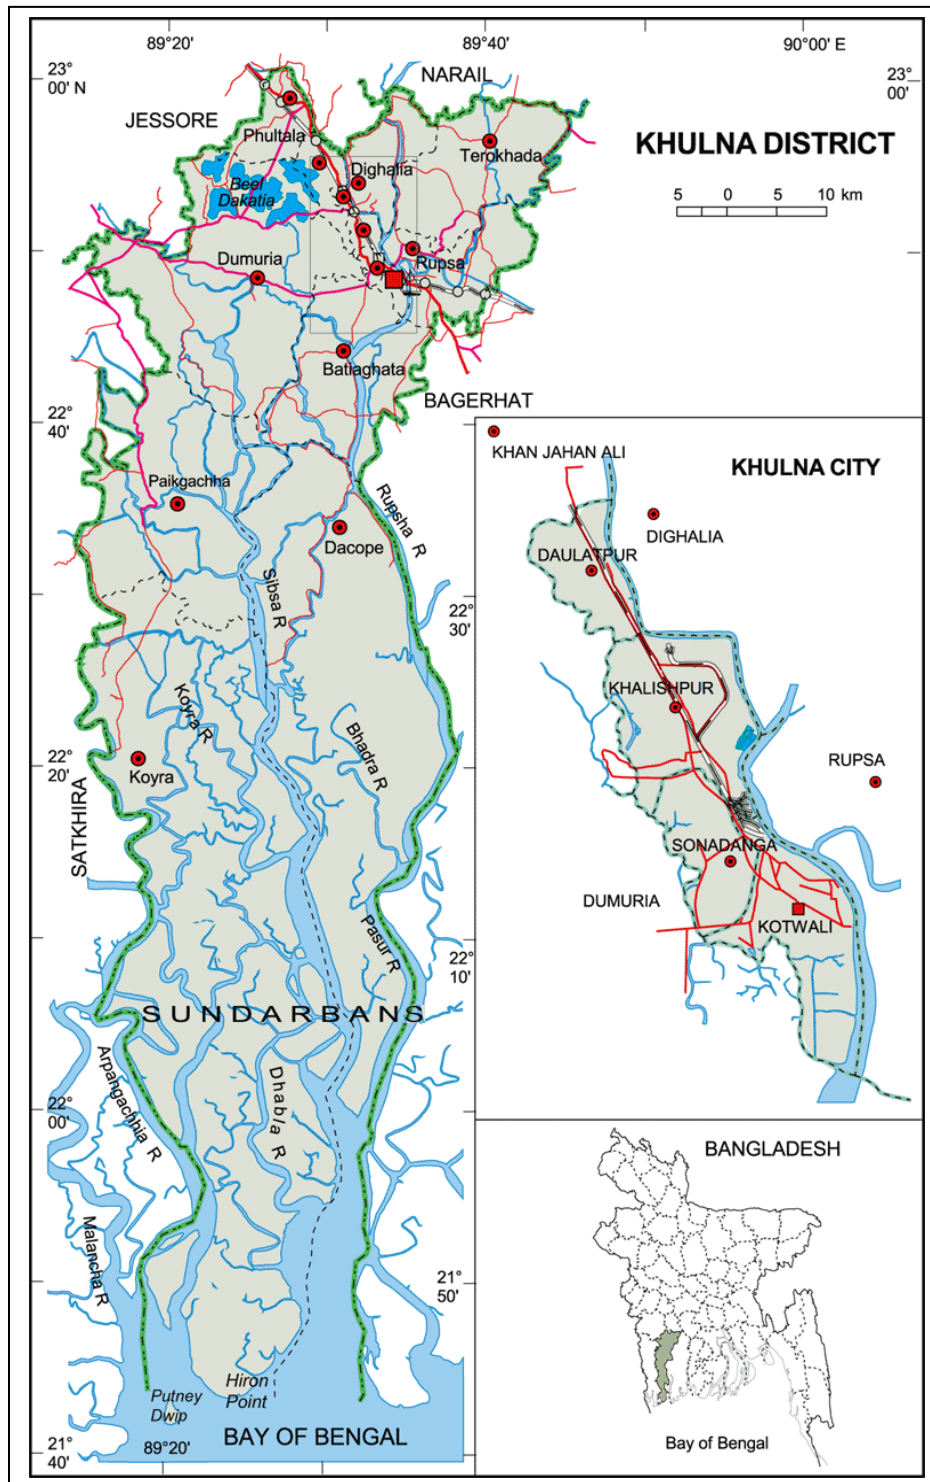 89°20'
89°40'
90°00' E
23°
00' N
23°
00'
NARAIL
JESSORE
Phultala
Terokhada
Dighalia
Beel
Dakatia
KHULNA DISTRICT
5 0 5 10 km
Dumuria
Rupsa
Batiaghata
BAGERHAT
22°
40'
Paikgachha
Rupsha R
Dacope
Sibsa R
22°
30'
Koyra R
Bhadra R
22°
20'
Koyra
SATKHIRA
Pasur R
22°
10'
SUNDARBANS
Arpangachhia R
Dhabla R
22°
00'
Malancha R
21°
50'
Hiron
Point
Putney
Dwip
89°20'
BAY OF BENGAL
21°
40'
KHAN JAHAN ALI
KHULNA CITY
DIGHALIA
DAULATPUR
KHALISHPUR
RUPSA
SONADANGA
DUMURIA
KOTWALI
BANGLADESH
Bay of Bengal